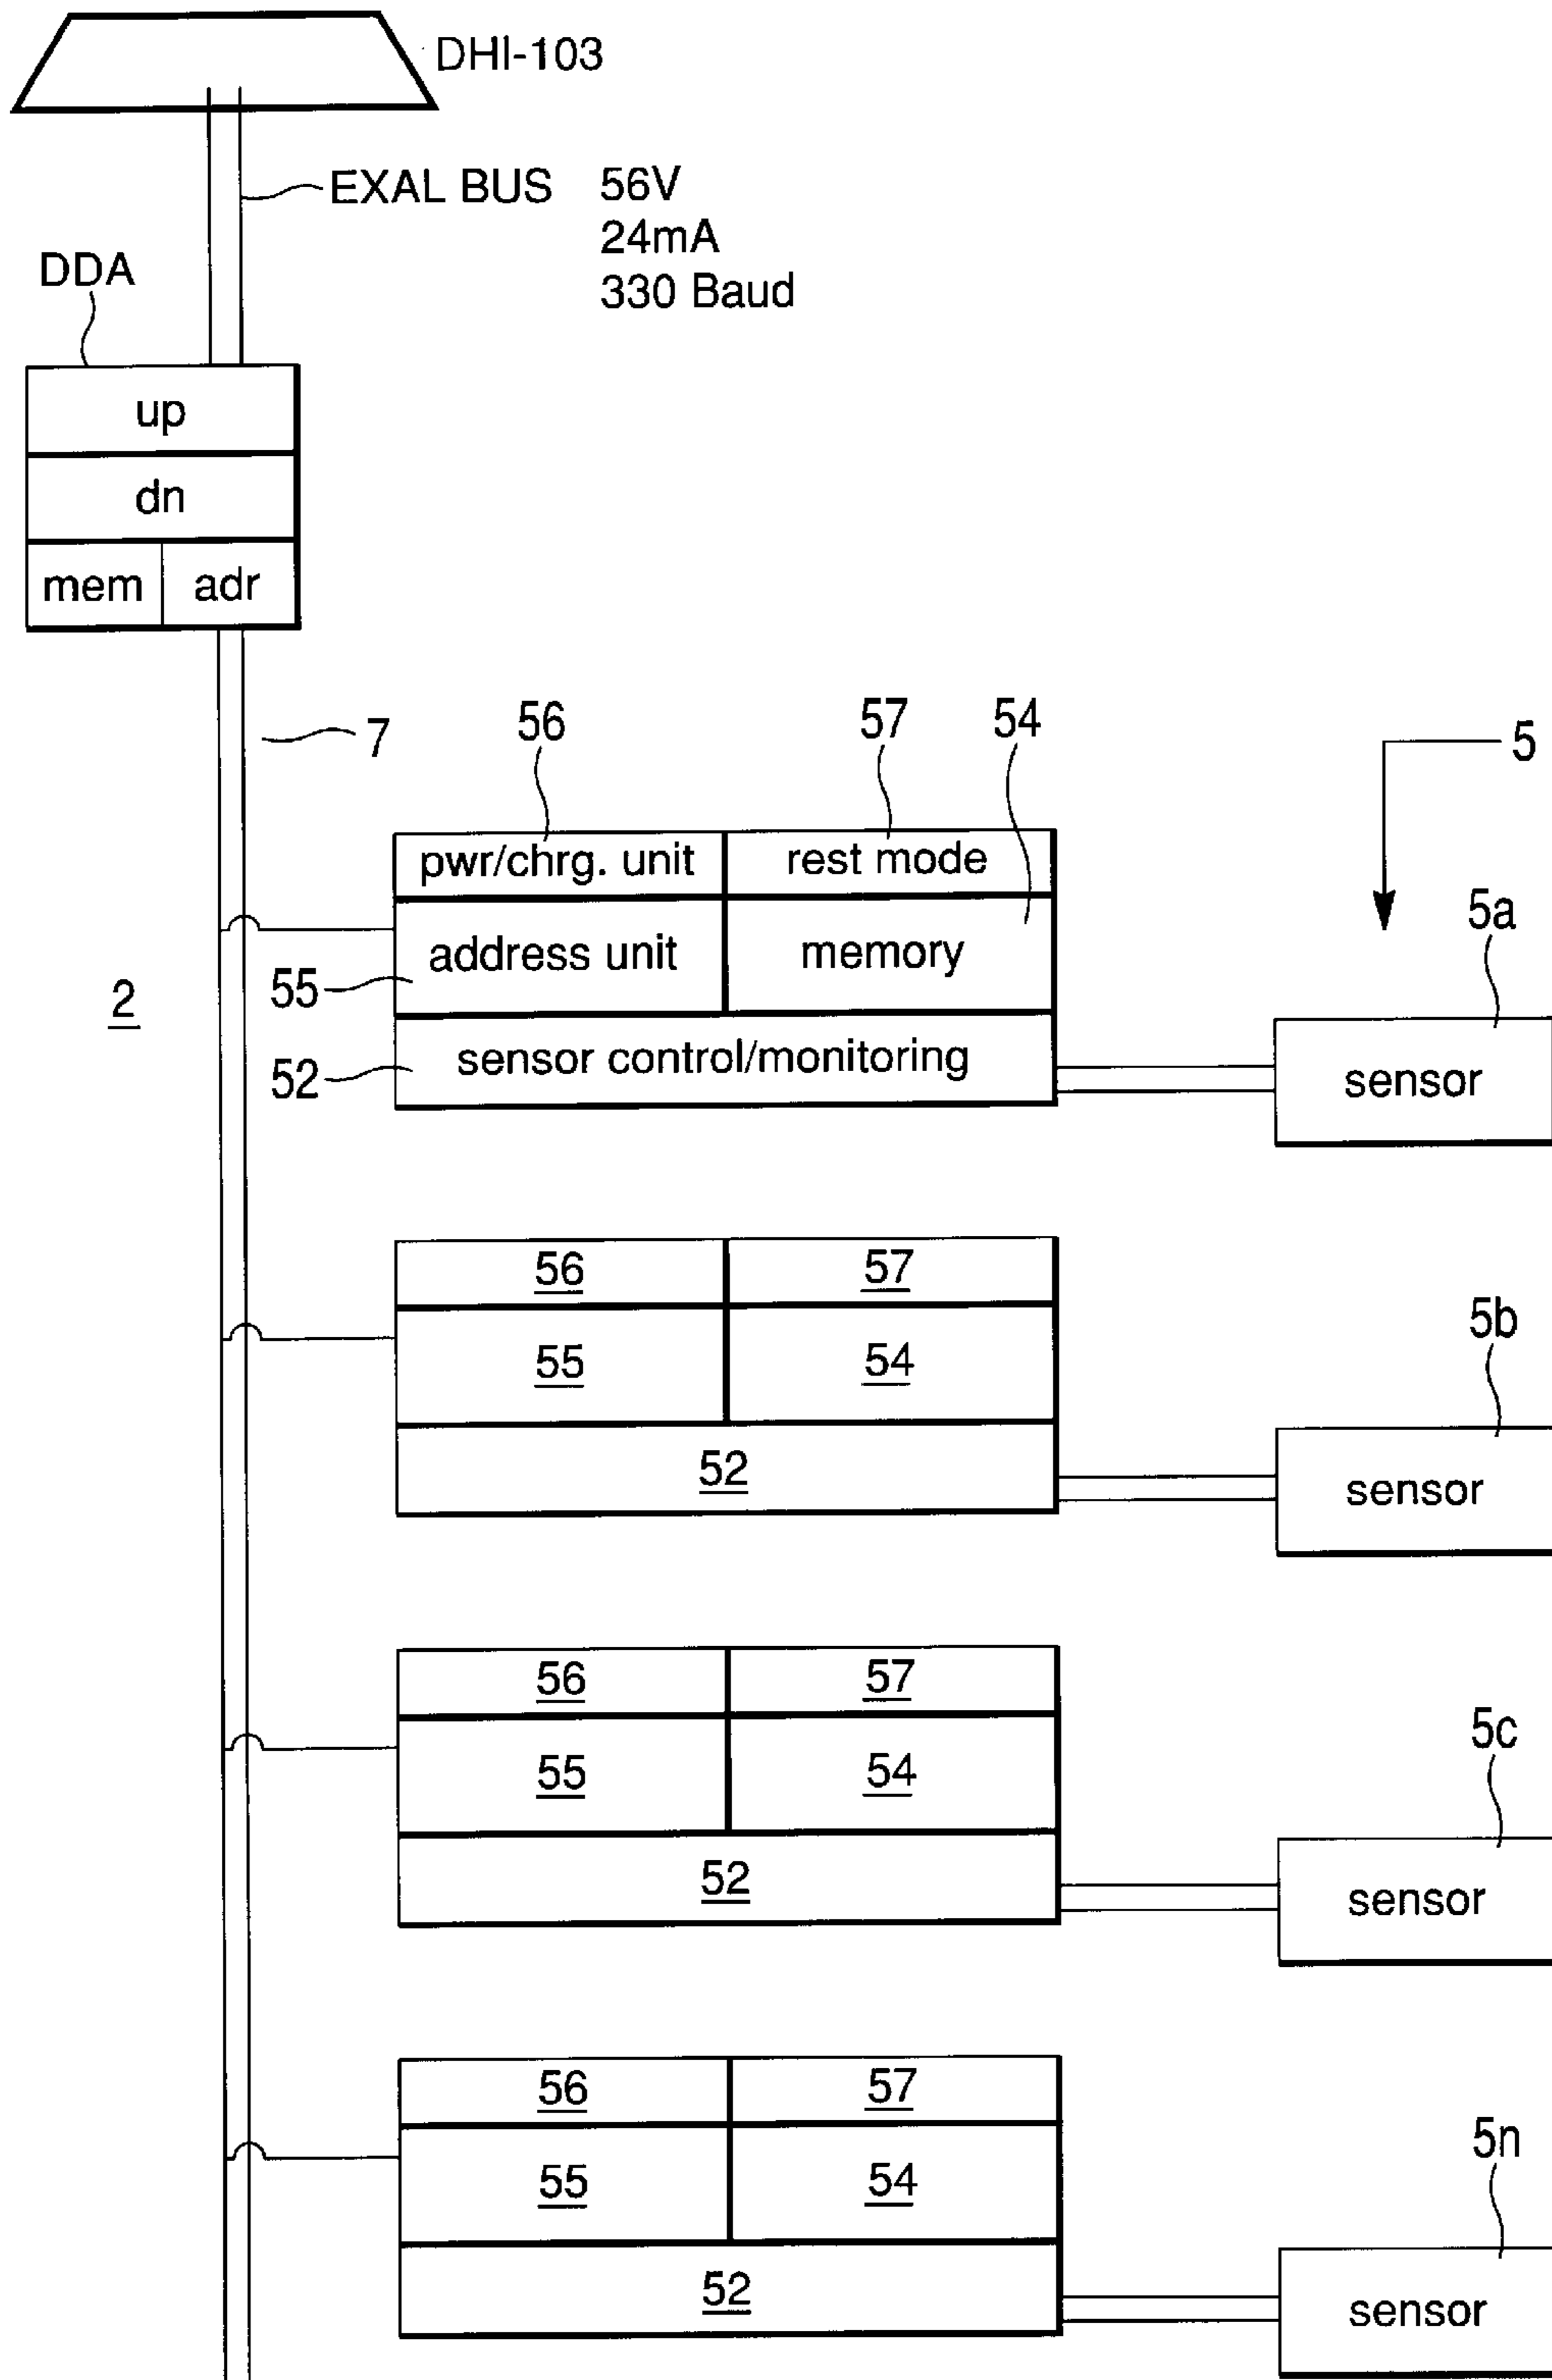 DHI-103
EXAL BUS 56V
24mA
330 Baud
DDA
up
dn
mem adr
7
56 57 54
5
pwr/chrg. unit rest mode
address unit memory
55
sensor control/monitoring
52
2
5a
sensor
56 57
55 54
52
5b
sensor
56 57
55 54
52
5c
sensor
56 57
55 54
52
5n
sensor